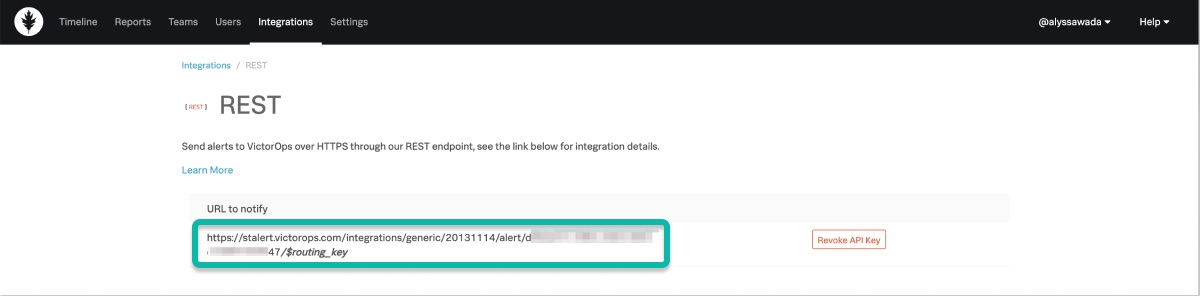 Timeline Reports Teams Users Integrations Settings @alyssawada Help
Integrations / REST
{ REST } REST
Send alerts to VictorOps over HTTPS through our REST endpoint, see the link below for integration details.
Learn More
URL to notify
https://stalert.victorops.com/integrations/generic/20131114/alert/d
47/$routing_key
Revoke API Key